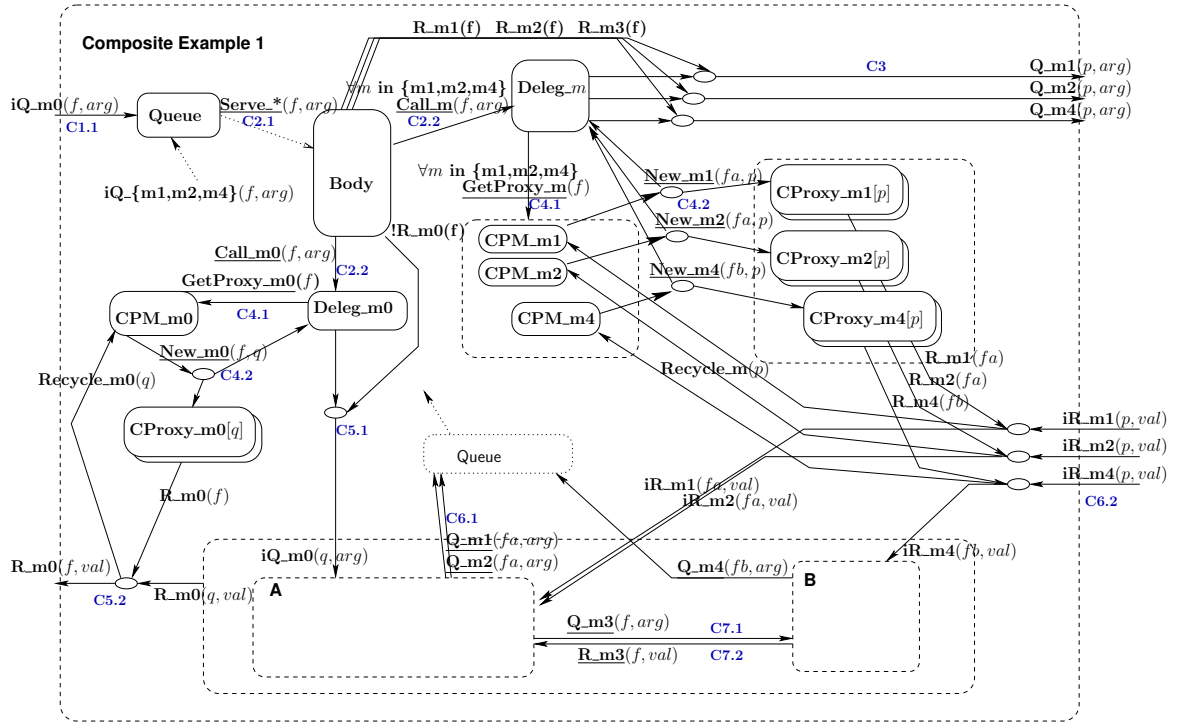 R_m1(f) R_m2(f) R_m3(f)
Composite Example 1
C3
Q_m1(p, arg)
∀m in {m1,m2,m4}
Deleg_m
iQ_m0(f, arg)
Serve_*(f, arg)
Call_m(f, arg)
Q_m2(p, arg)
C1.1
Queue
C2.1
C2.2
Q_m4(p, arg)
∀m in {m1,m2,m4}
New_m1(fa, p)
iQ_{m1,m2,m4}(f, arg)
Body
GetProxy_m(f)
C4.1
C4.2
CProxy_m1[p]
!R_m0(f)
New_m2(fa, p)
CPM_m1
Call_m0(f, arg)
CProxy_m2[p]
C2.2
CPM_m2
New_m4(fb, p)
GetProxy_m0(f)
CPM_m0
C4.1
Deleg_m0
CPM_m4
CProxy_m4[p]
New_m0(f, q)
C4.2
R_m1(fa)
Recycle_m0(q)
Recycle_m(p)
R_m2(fa)
R_m4(fb)
CProxy_m0[q]
C5.1
iR_m1(p, val)
iR_m2(p, val)
Queue
iR_m4(p, val)
R_m0(f)
iR_m1(fa, val)
iR_m2(fa, val)
C6.2
C6.1
Q_m1(fa, arg)
iQ_m0(q, arg)
Q_m2(fa, arg)
iR_m4(fb, val)
R_m0(f, val)
Q_m4(fb, arg)
A
B
C5.2
R_m0(q, val)
Q_m3(f, arg)
C7.1
R_m3(f, val)
C7.2